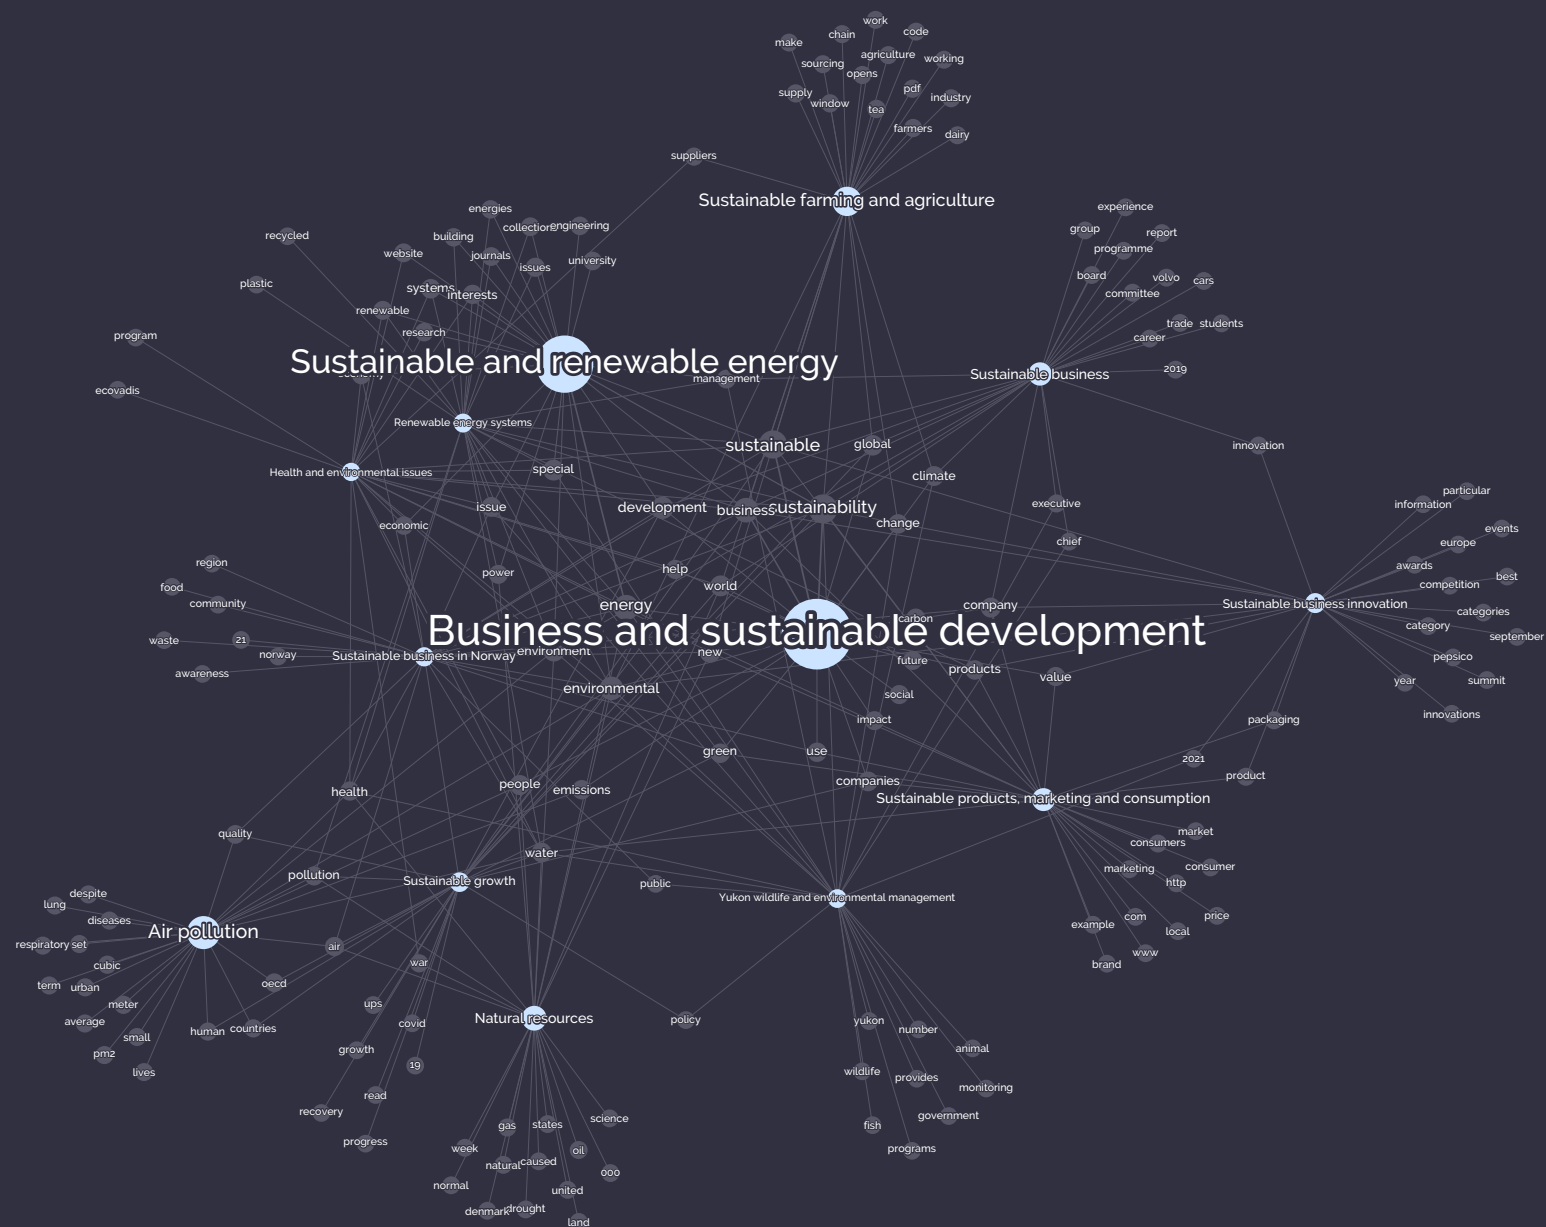 work
code
chain
make
agriculture
working
sourcing
opens
pdf
supply
industry
window
tea
farmers
dairy
suppliers
Sustainable farming and agriculture
experience
energies
group
report
collections
engineering
recycled
building
programme
website
journals
issues
university
board
volvo
cars
plastic
systems
interests
committee
renewable
trade
students
research
program
career
Sustainable and renewable energy
2019
Sustainable business
management
ecovadis
Renewable energy systems
sustainable
global
innovation
special
Health and environmental issues
climate
particular
information
executive
issue
development
business
sustainability
change
economic
events
chief
europe
region
awards
help
power
best
food
world
competition
community
energy
company
Sustainable business innovation
categories
carbon
category
Business and sustainable development
september
waste
21
norway
Sustainable business in Norway
environment
new
future
pepsico
products
awareness
value
summit
year
environmental
social
innovations
impact
packaging
green
use
2021
product
people
emissions
companies
health
Sustainable products, marketing and consumption
quality
market
consumers
water
consumer
marketing
pollution
Sustainable growth
public
http
despite
Yukon wildlife and environmental management
lung
price
diseases
com
example
Air pollution
local
respiratory
set
air
www
cubic
war
brand
term
urban
oecd
meter
ups
average
human
countries
covid
Natural resources
policy
yukon
number
small
growth
animal
pm2
19
lives
wildlife
provides
monitoring
read
recovery
science
government
gas
states
fish
progress
week
oil
programs
natural
caused
000
normal
united
denmark
drought
land